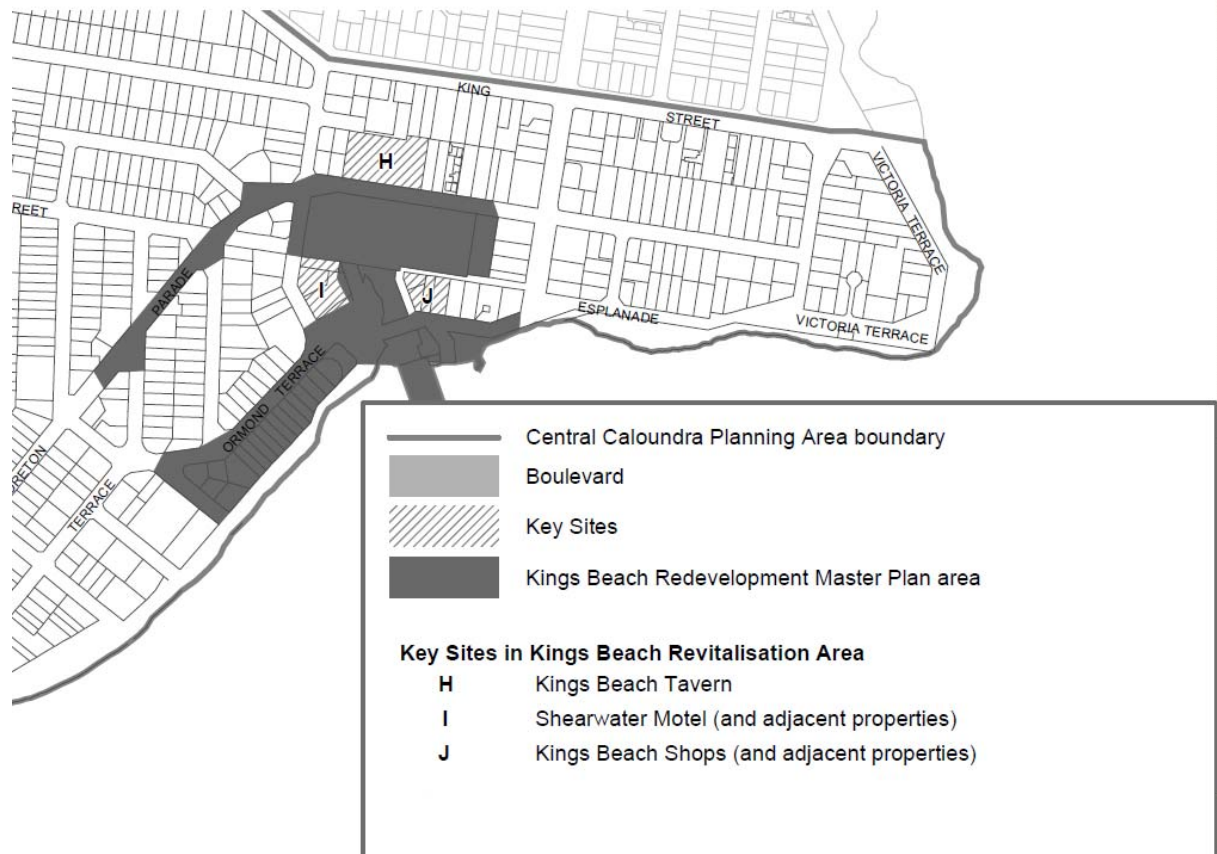 KING
STREET
H
VICTORIA TERRACE
REET
PARADE
I
J
ESPLANADE
VICTORIA TERRACE
ORMOND TERRACE
RETON
TERRACE
Central Caloundra Planning Area boundary
Boulevard
Key Sites
Kings Beach Redevelopment Master Plan area
Key Sites in Kings Beach Revitalisation Area
H Kings Beach Tavern
I Shearwater Motel (and adjacent properties)
J Kings Beach Shops (and adjacent properties)